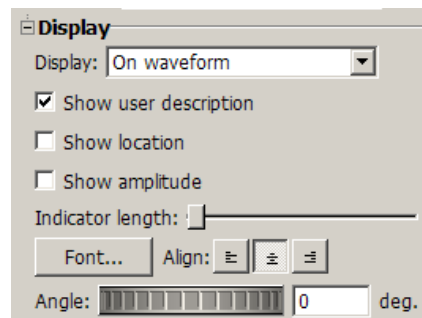 Display
Display: On waveform
Show user description
Show location
Show amplitude
Indicator length:
Font... Align:
Angle: 0 deg.